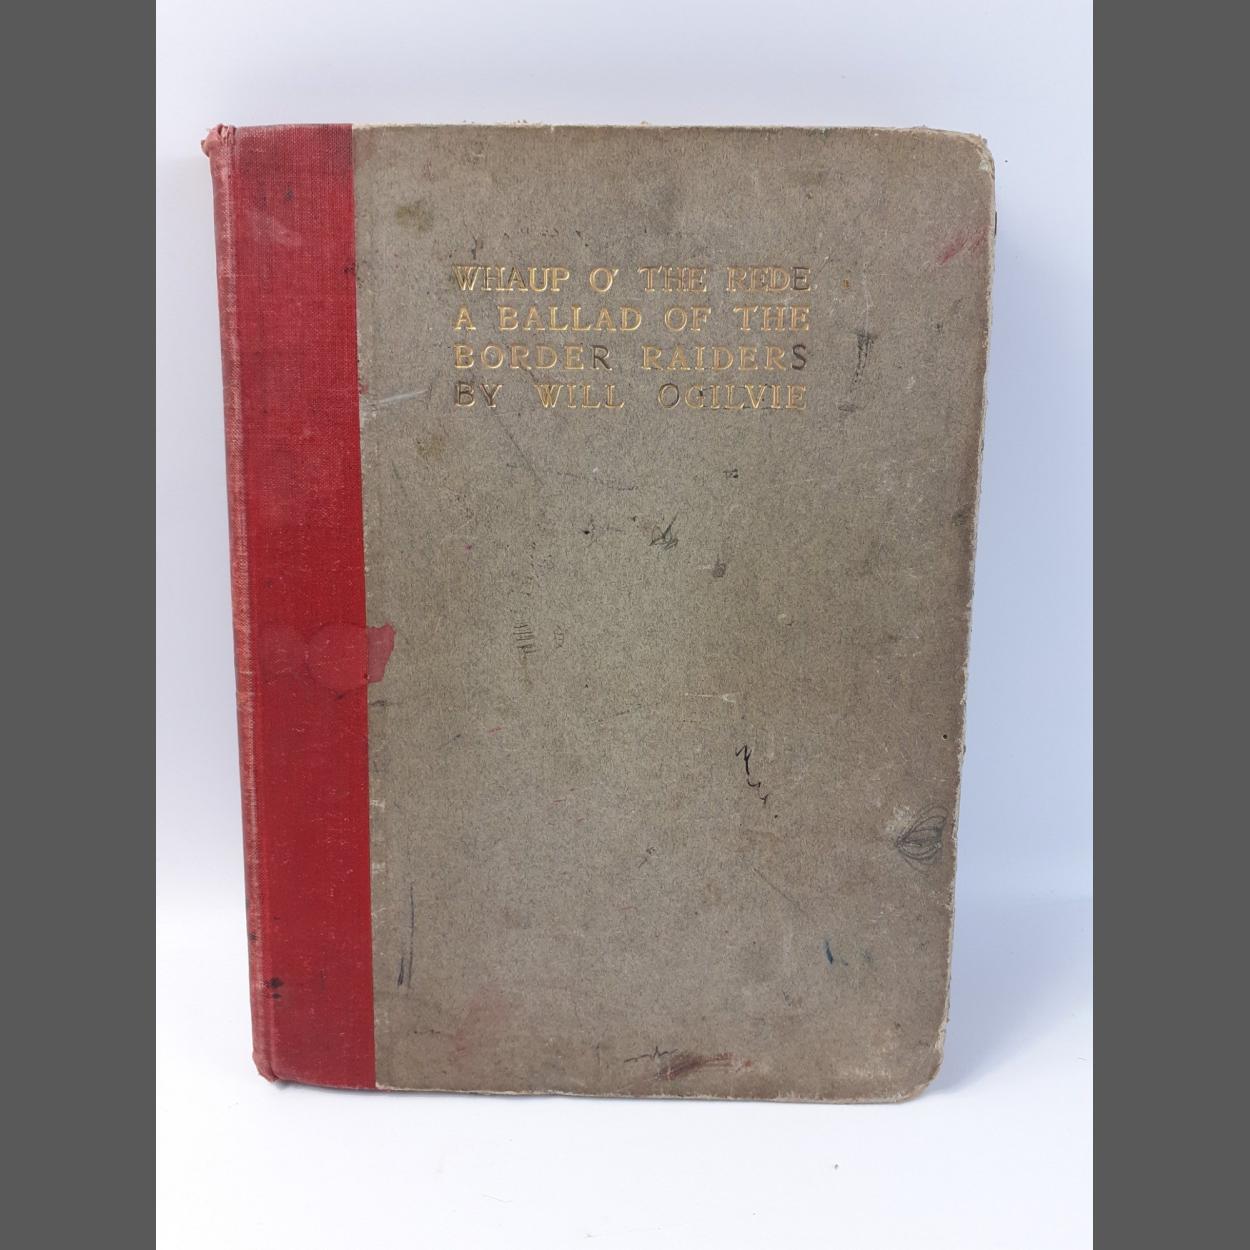 WHAUP O' THE REDE
A BALLAD OF THE
BORDER RAIDERS
BY WILL OGILVIE